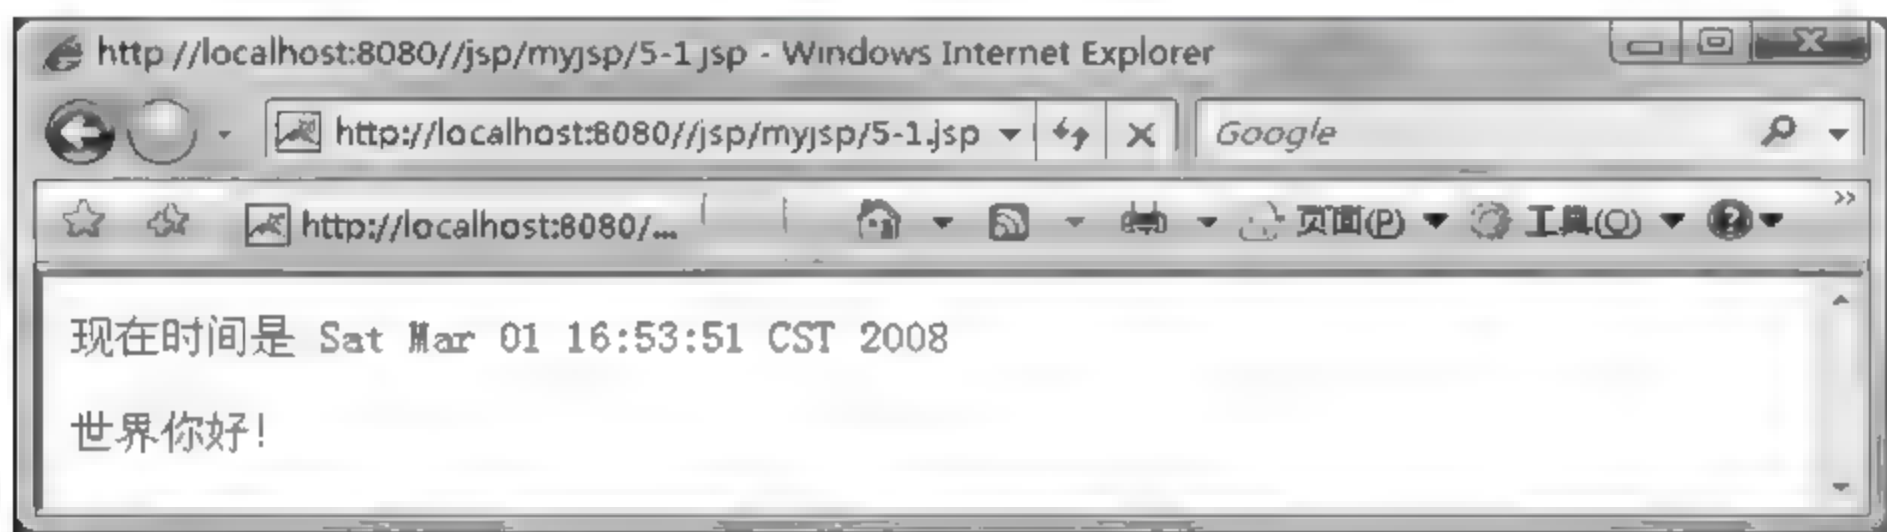 http://localhost:8080//jsp/myjsp/5-1.jsp - Windows Internet Explorer
http://localhost:8080//jsp/myjsp/5-1.jsp Google
http://localhost:8080/... 页面(P) 工具(O) »
现在时间是 Sat Mar 01 16:53:51 CST 2008
世界你好!